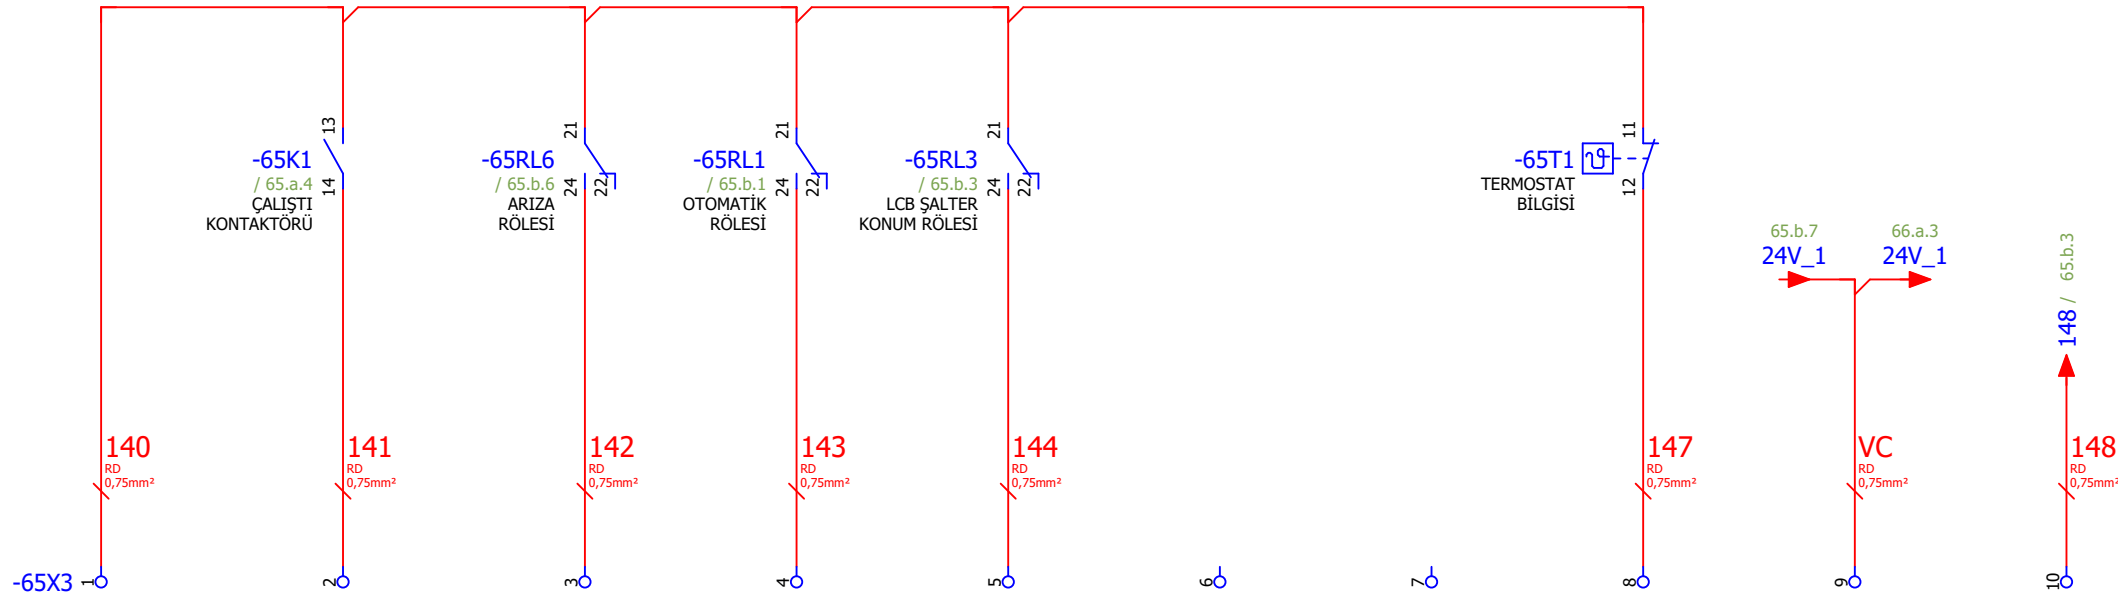 -65K1
/ 65.a.4
ÇALIŞTI
KONTAKTÖRÜ
13
14
-65RL6
/ 65.b.6
ARIZA
RÖLESİ
21
24
22
-65RL1
/ 65.b.1
OTOMATİK
RÖLESİ
21
24
22
-65RL3
/ 65.b.3
LCB ŞALTER
KONUM RÖLESİ
21
24
22
-65T1
TERMOSTAT
BİLGİSİ
11
12
65.b.7
24V_1
66.a.3
24V_1
148 / 65.b.3
140
RD
0,75mm²
141
RD
0,75mm²
142
RD
0,75mm²
143
RD
0,75mm²
144
RD
0,75mm²
147
RD
0,75mm²
VC
RD
0,75mm²
148
RD
0,75mm²
-65X3
1
2
3
4
5
6
7
8
9
10